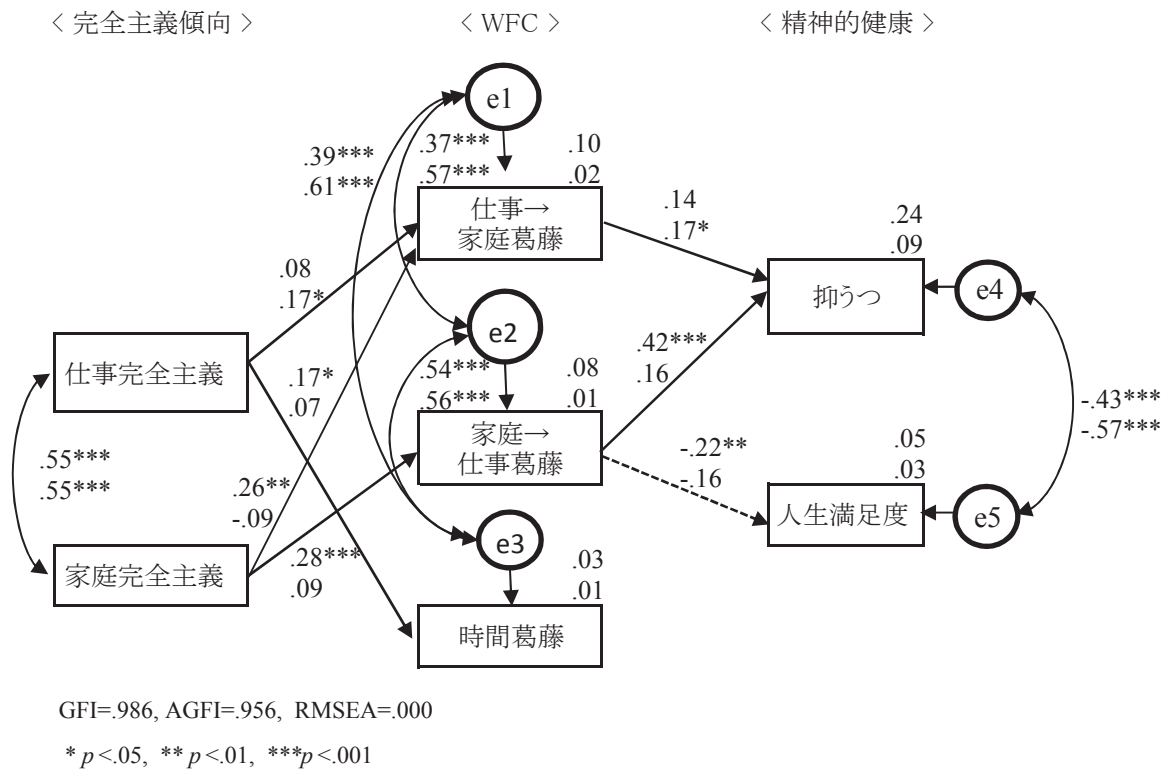 < 完全主義傾向 >
< WFC >
< 精神的健康 >
e1
.39***
.61***
.37***
.57***
.10
.02
仕事→
家庭葛藤
.14
.17*
.24
.09
抑うつ
e4
.08
.17*
e2
仕事完全主義
.17*
.07
.54***
.56***
.08
.01
.42***
.16
-.43***
-.57***
家庭→
仕事葛藤
.55***
.55***
-.22**
-.16
.05
.03
人生満足度
e5
.26**
-.09
家庭完全主義
.28***
.09
e3
.03
.01
時間葛藤
GFI=.986, AGFI=.956, RMSEA=.000
* p<.05, ** p<.01, ***p<.001